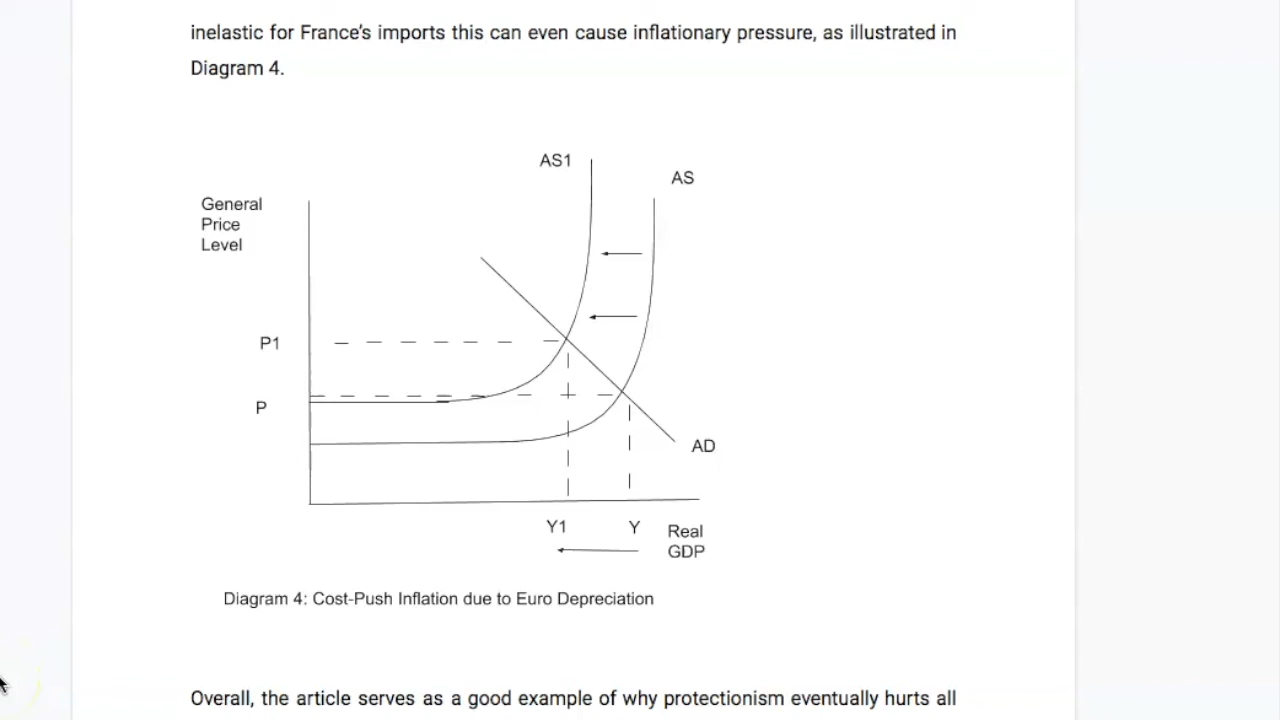 inelastic for France's imports this can even cause inflationary pressure, as illustrated in
Diagram 4.
AS1
AS
General
Price
Level
P1
P
AD
Y1
Y
Real
GDP
Diagram 4: Cost-Push Inflation due to Euro Depreciation
Overall, the article serves as a good example of why protectionism eventually hurts all